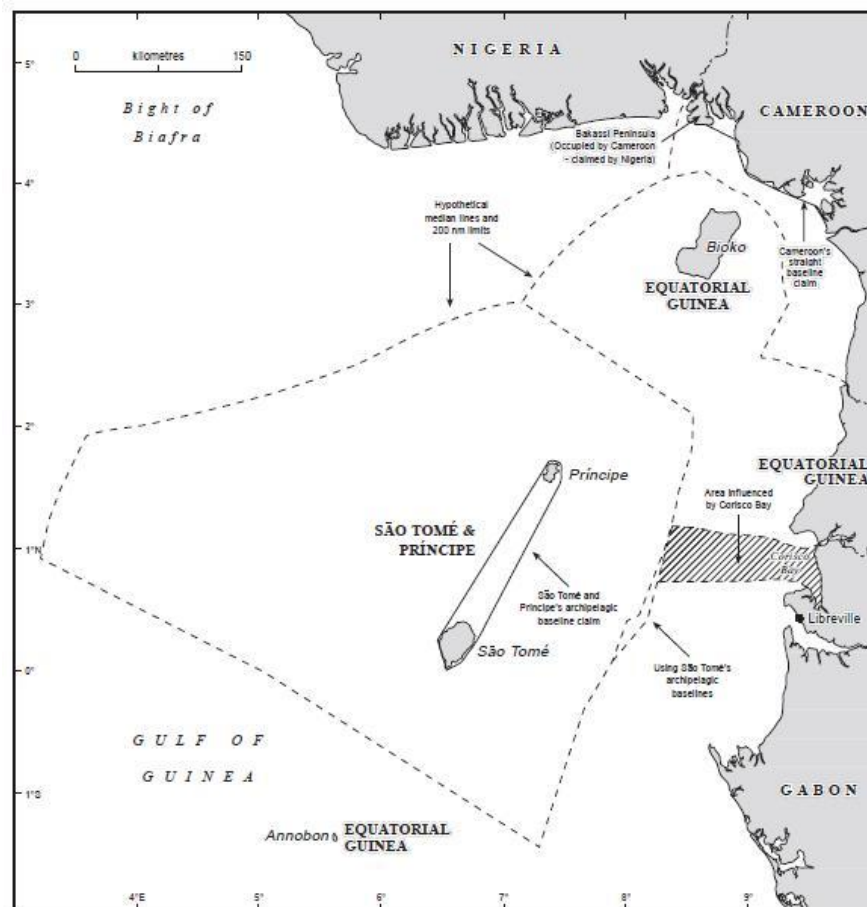 5°
0
kilometres
150
NIGERIA
Bight of
Biafra
CAMEROON
Bakassi Peninsula
(Occupied by Cameroon
- claimed by Nigeria)
4°
Hypothetical
median lines and
200 nm limits
Bioko
Cameroon's
straight
baseline
claim
EQUATORIAL
GUINEA
3°
2°
EQUATORIAL
GUINEA
Príncipe
Area Influenced
by Corisco Bay
SÃO TOMÉ &
PRÍNCIPE
Corisco
Bay
1°N
São Tomé and
Príncipe's archipelagic
baseline claim
Libreville
São Tomé
0°
Using São Tomé's
archipelagic
baselines
GULF OF
GUINEA
1°S
GABON
Annobon
EQUATORIAL
GUINEA
4°E
5°
6°
7°
8°
9°